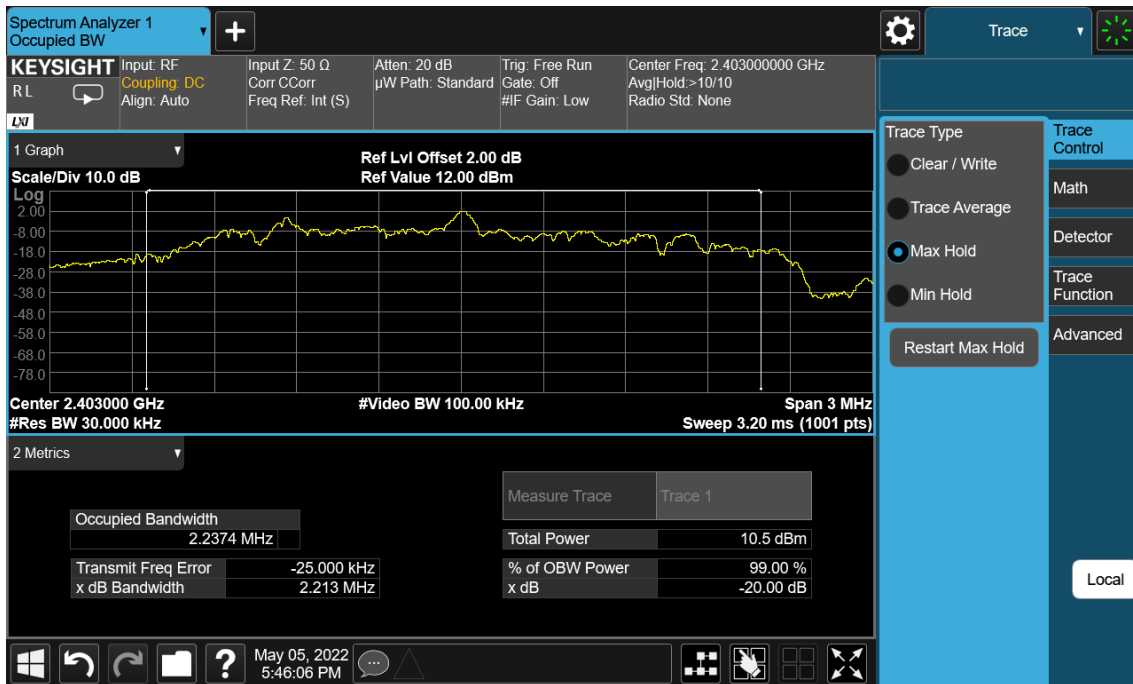 Spectrum Analyzer 1
Occupied BW
+
Trace
KEYSIGHT
R L
LXI
Input: RF
Coupling: DC
Align: Auto
Input Z: 50 Ω
Corr CCorr
Freq Ref: Int (S)
Atten: 20 dB
µW Path: Standard
Trig: Free Run
Gate: Off
#IF Gain: Low
Center Freq: 2.403000000 GHz
Avg|Hold:>10/10
Radio Std: None
1 Graph
Scale/Div 10.0 dB
Ref Lvl Offset 2.00 dB
Ref Value 12.00 dBm
Log
2.00
-8.00
-18.0
-28.0
-38.0
-48.0
-58.0
-68.0
-78.0
Center 2.403000 GHz
#Res BW 30.000 kHz
#Video BW 100.00 kHz
Span 3 MHz
Sweep 3.20 ms (1001 pts)
2 Metrics
Occupied Bandwidth
2.2374 MHz
Transmit Freq Error -25.000 kHz
x dB Bandwidth 2.213 MHz
Measure Trace Trace 1
Total Power 10.5 dBm
% of OBW Power 99.00 %
x dB -20.00 dB
Trace Type
Clear / Write
Trace Average
Max Hold
Min Hold
Restart Max Hold
Trace
Control
Math
Detector
Trace
Function
Advanced
Local
?
May 05, 2022
5:46:06 PM